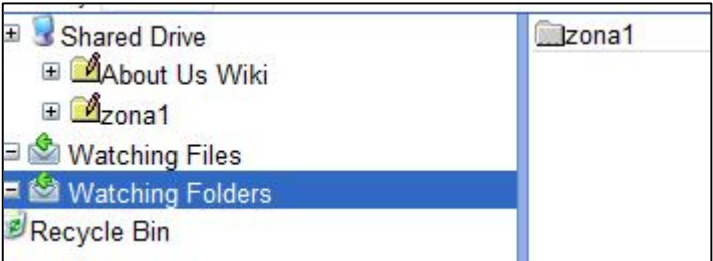 Shared Drive
About Us Wiki
zona1
Watching Files
Watching Folders
Recycle Bin
zona1